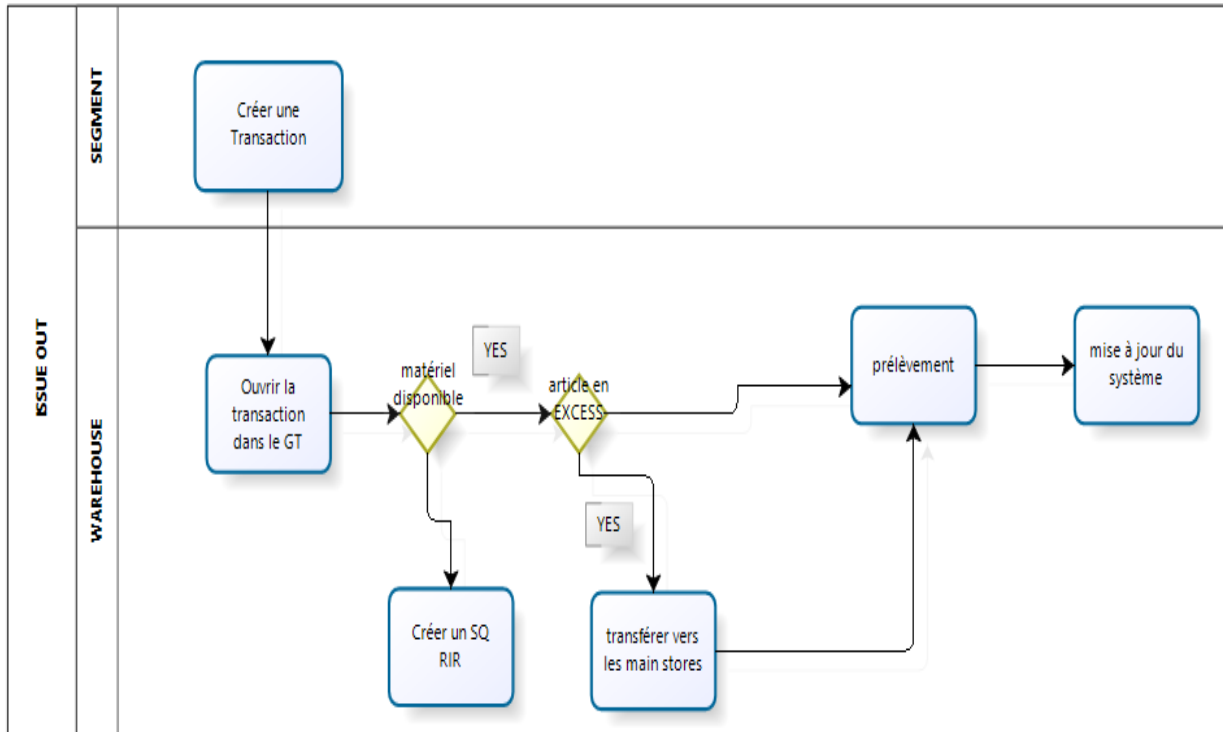 ISSUE OUT
SEGMENT
Créer une
Transaction
WAREHOUSE
Ouvrir la
transaction
dans le GT
matériel
disponible
YES
article en
EXCESS
YES
prélèvement
mise à jour du
système
Créer un SQ
RIR
transférer vers
les main stores